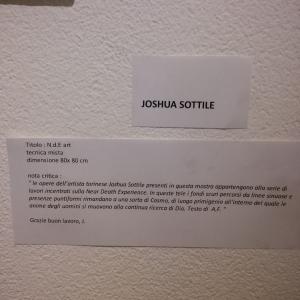 JOSHUA SOTTILE
Titolo : N.d.E art
tecnica mista
dimensione 80x 80 cm
nota critica :
" le opere dell'artista torinese Joshua Sottile presenti in questa mostra appartengono alla serie di
lavori incentrati sulla Near Death Experience. In queste tele i fondi scuri percorsi da linee sinuose e
presenze puntiformi rimandano a una sorta di Cosmo, di luogo primigenio all'interno del quale le
anime degli uomini si muovono alla continua ricerca di Dio, Testo di A.F. "
Grazie buon lavoro, J.